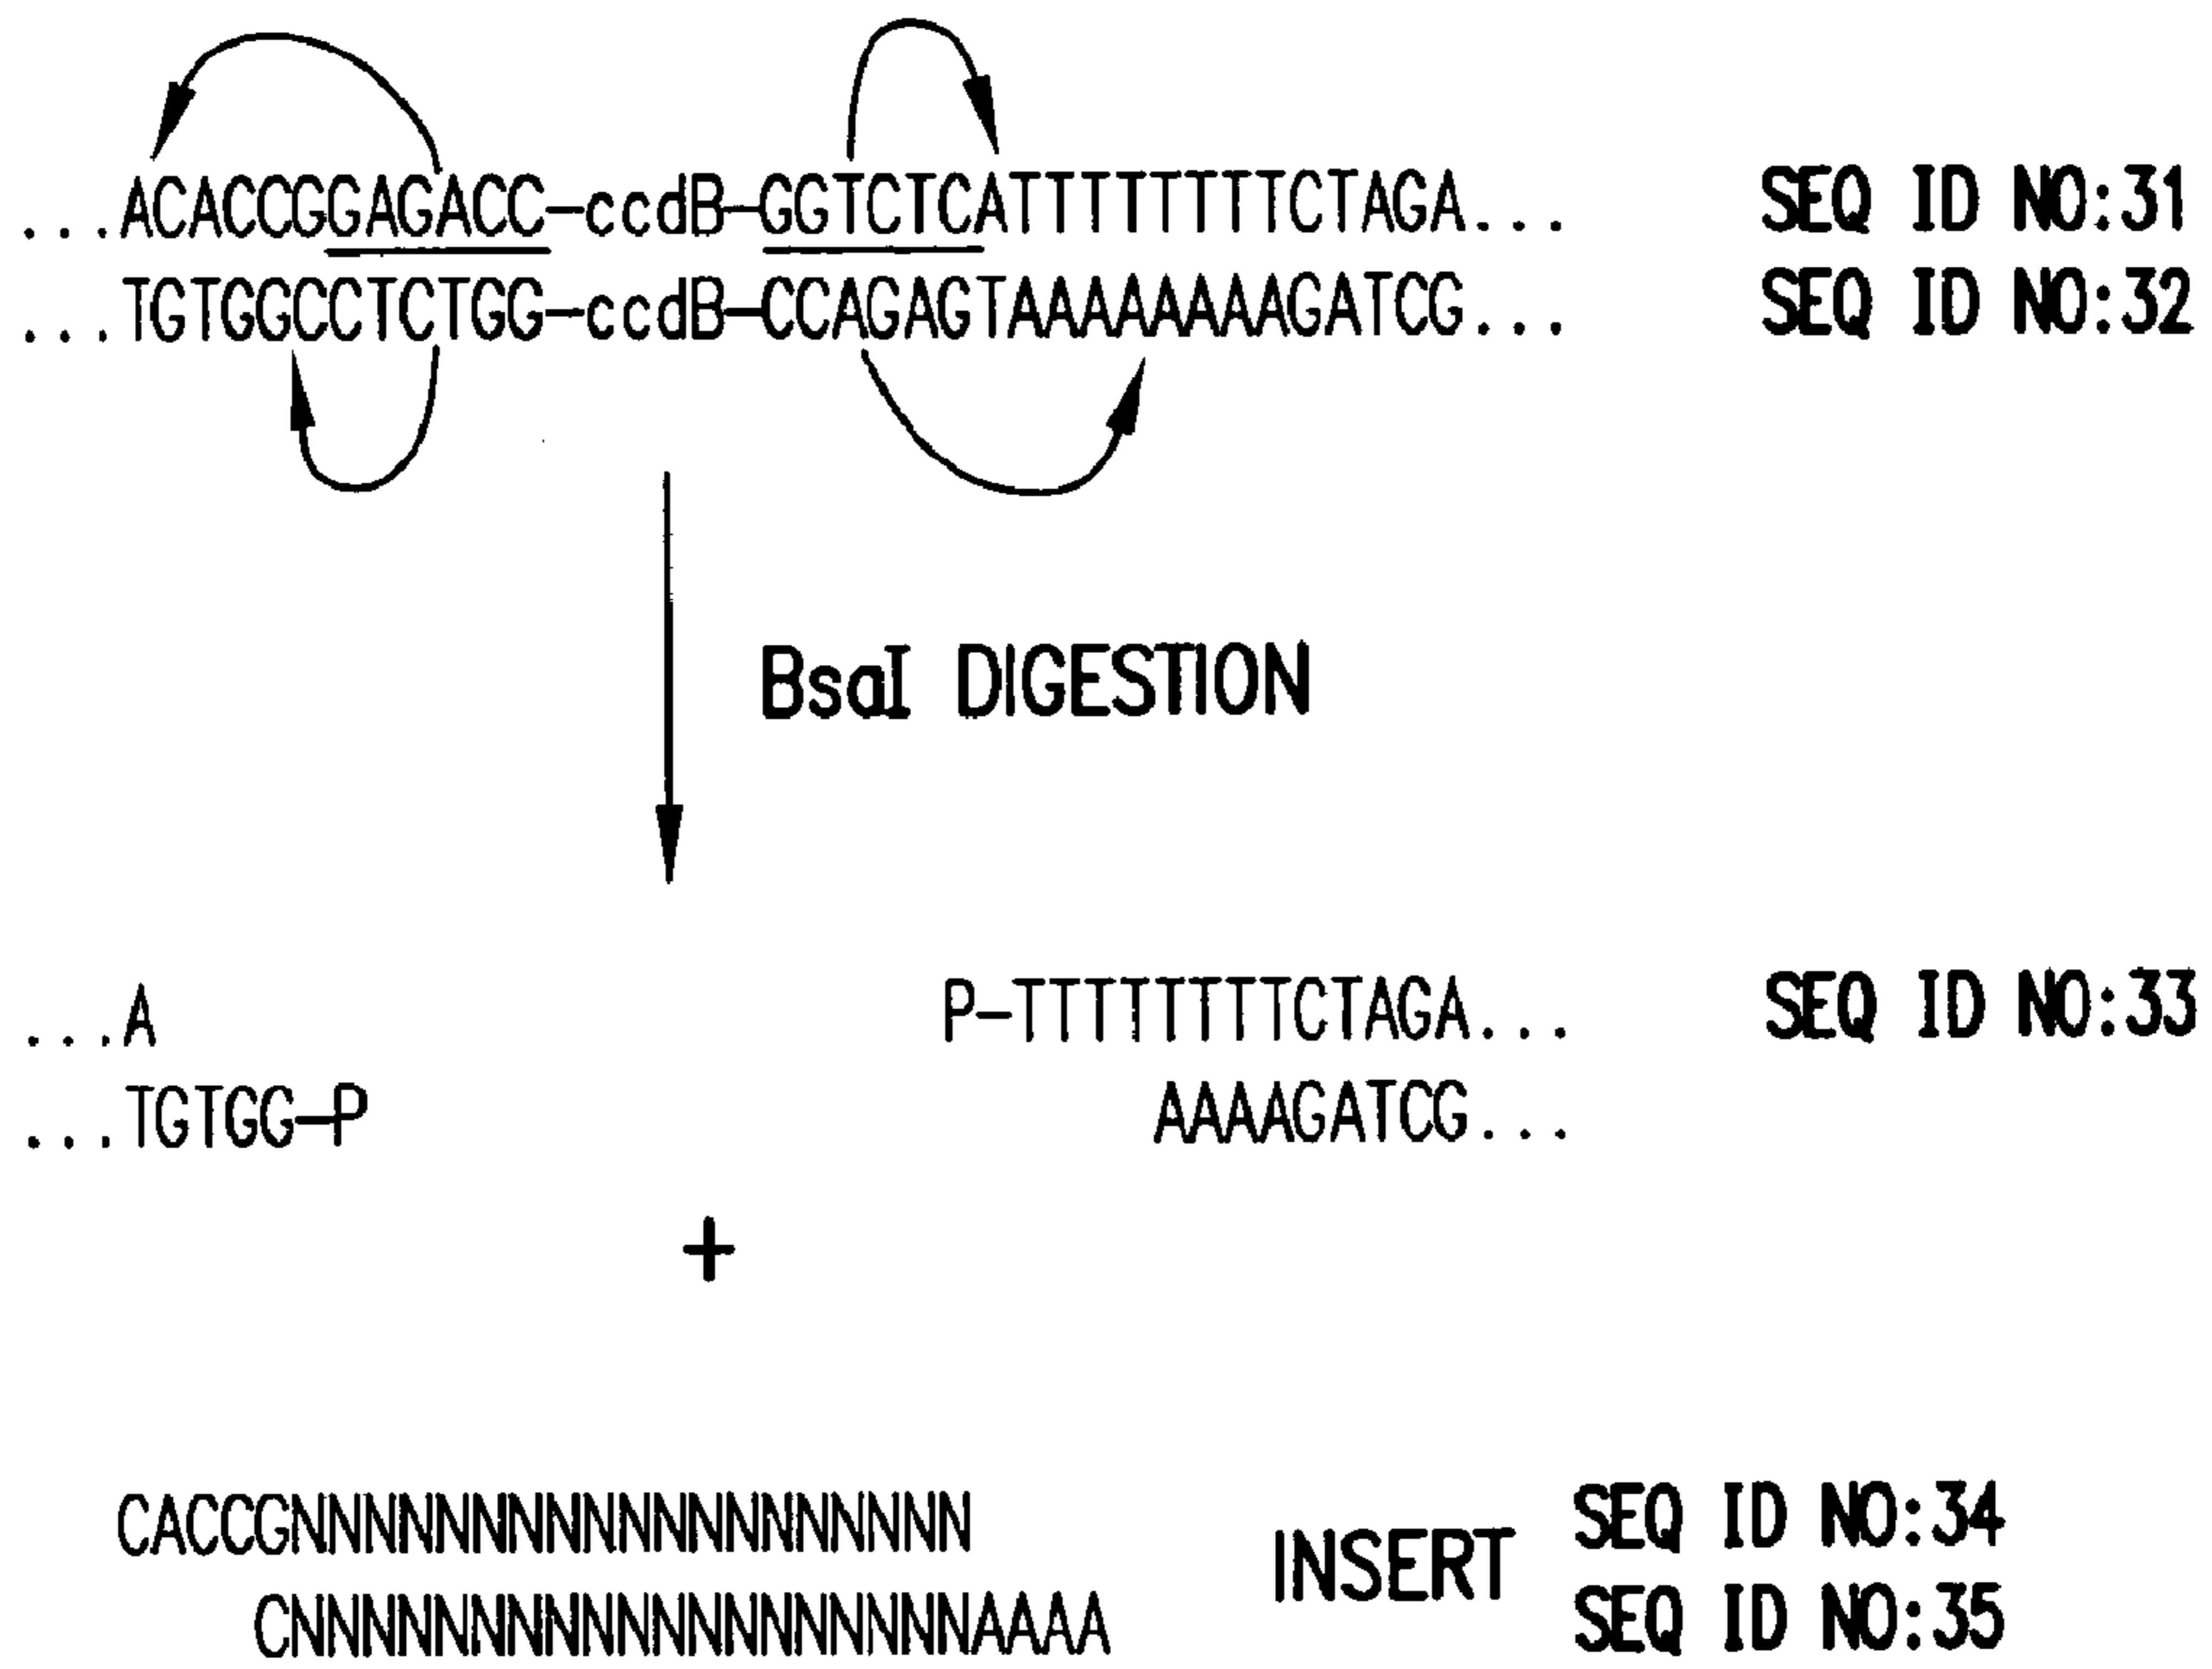 ...ACACCGGAGACC-ccdB-GGTCTCATTTTTTTTCTAGA... SEQ ID NO:31
...TGTGGCCTCTGG-ccdB-CCAGAGTAAAAAAAAGATCG... SEQ ID NO:32
BsaI DIGESTION
...A P-TTTTTTTTCTAGA... SEQ ID NO:33
...TGTGG-P AAAAGATCG...
+
CACCGNNNNNNNNNNNNNNNNNNN INSERT SEQ ID NO:34
CNNNNNNNNNNNNNNNNNNNAAAA SEQ ID NO:35